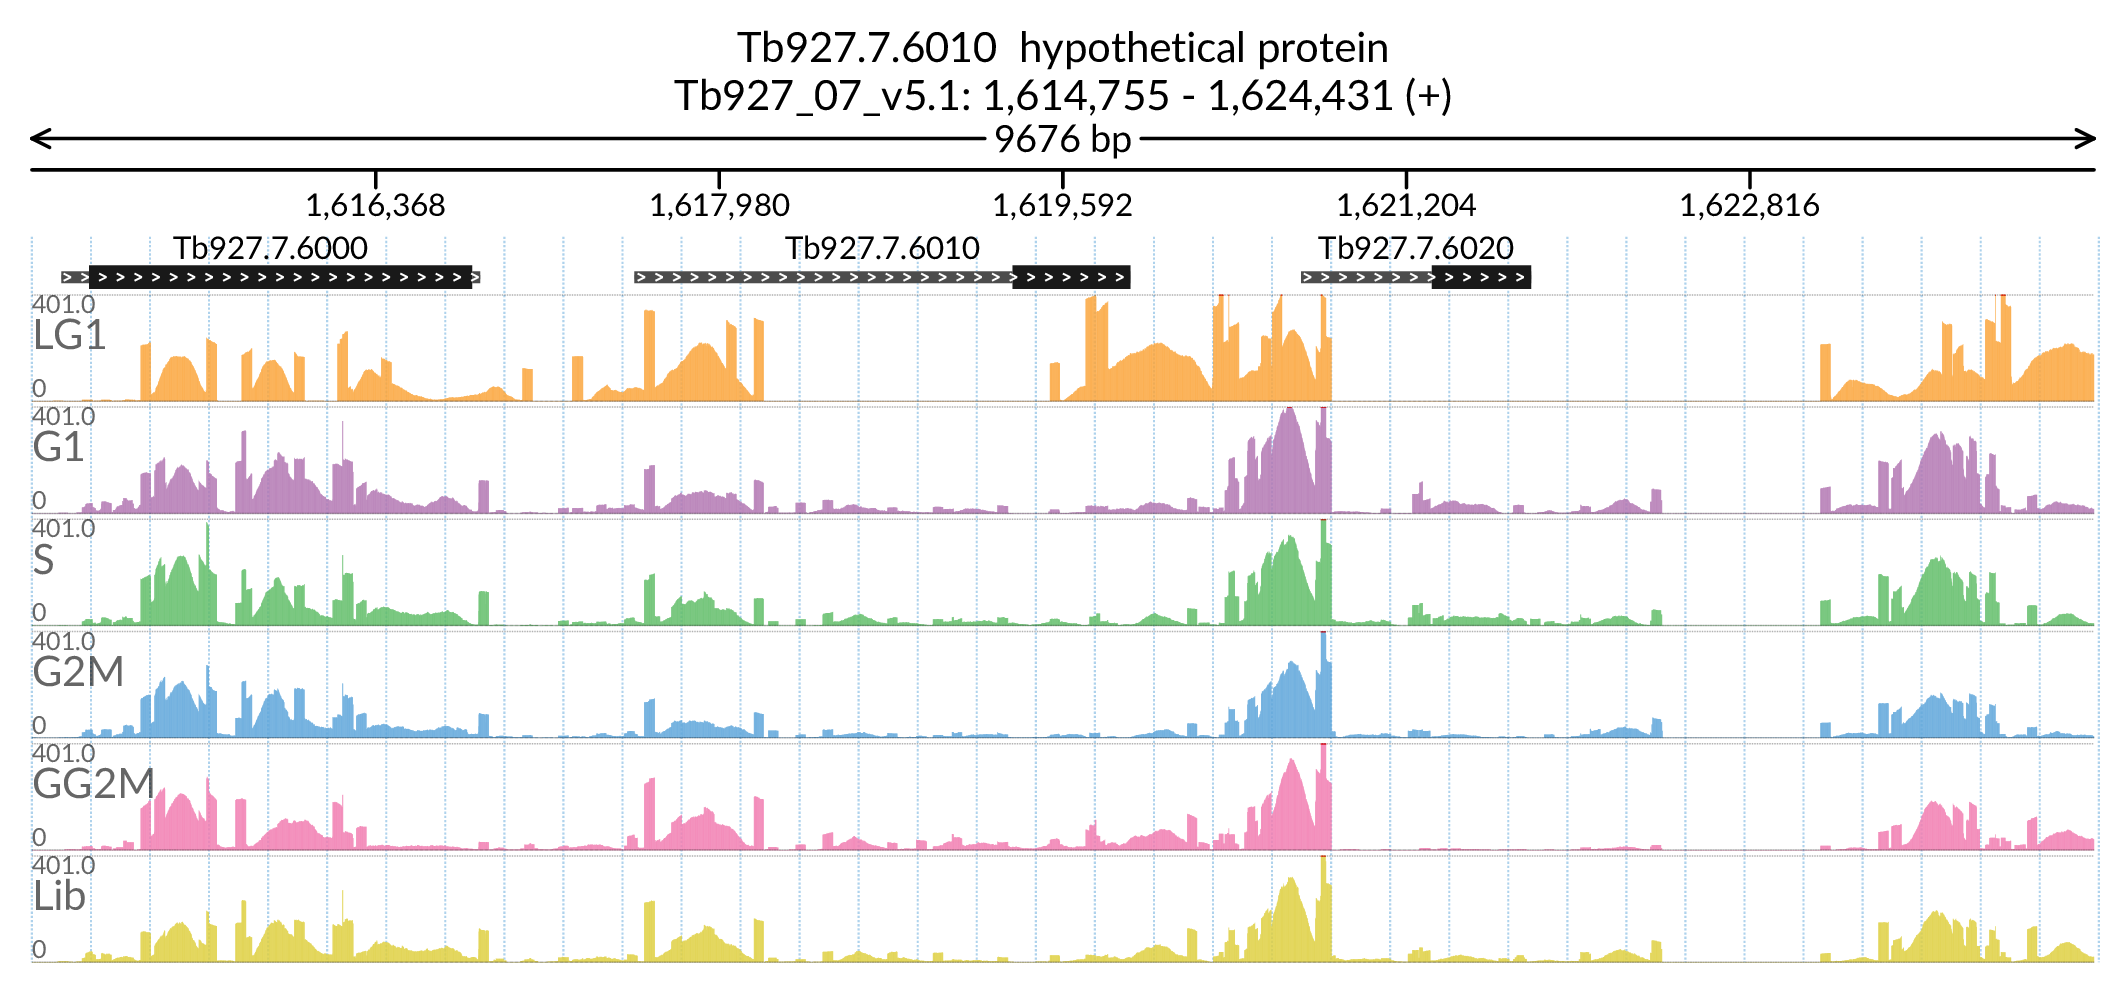 Tb927.7.6010 hypothetical protein
Tb927_07_v5.1: 1,614,755 - 1,624,431 (+)
9676 bp
1,616,368 1,617,980 1,619,592 1,621,204 1,622,816
Tb927.7.6000 Tb927.7.6010 Tb927.7.6020
401.0
LG1
0
401.0
G1
0
401.0
S
0
401.0
G2M
0
401.0
GG2M
0
401.0
Lib
0